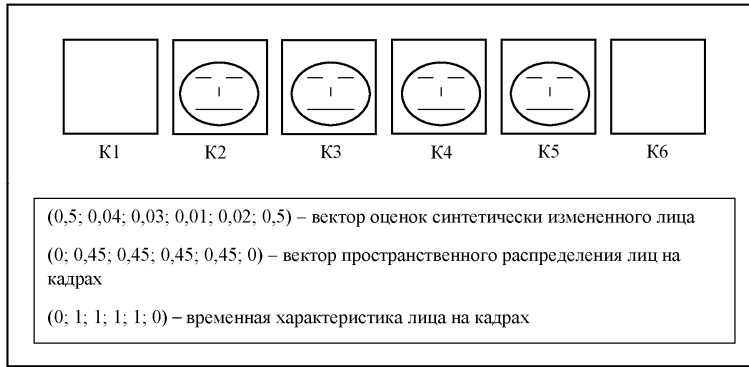 К1 К2 К3 К4 К5 К6
(0,5; 0,04; 0,03; 0,01; 0,02; 0,5) – вектор оценок синтетически измененного лица
(0; 0,45; 0,45; 0,45; 0,45; 0) – вектор пространственного распределения лиц на
кадрах
(0; 1; 1; 1; 1; 0) – временная характеристика лица на кадрах